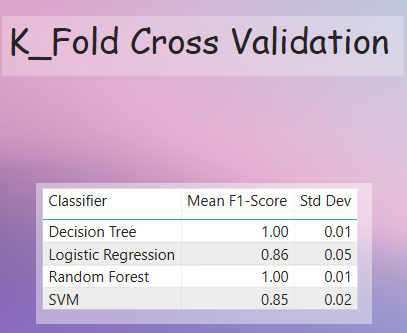 K_Fold Cross Validation
Classifier Mean F1-Score Std Dev
Decision Tree 1.00 0.01
Logistic Regression 0.86 0.05
Random Forest 1.00 0.01
SVM 0.85 0.02